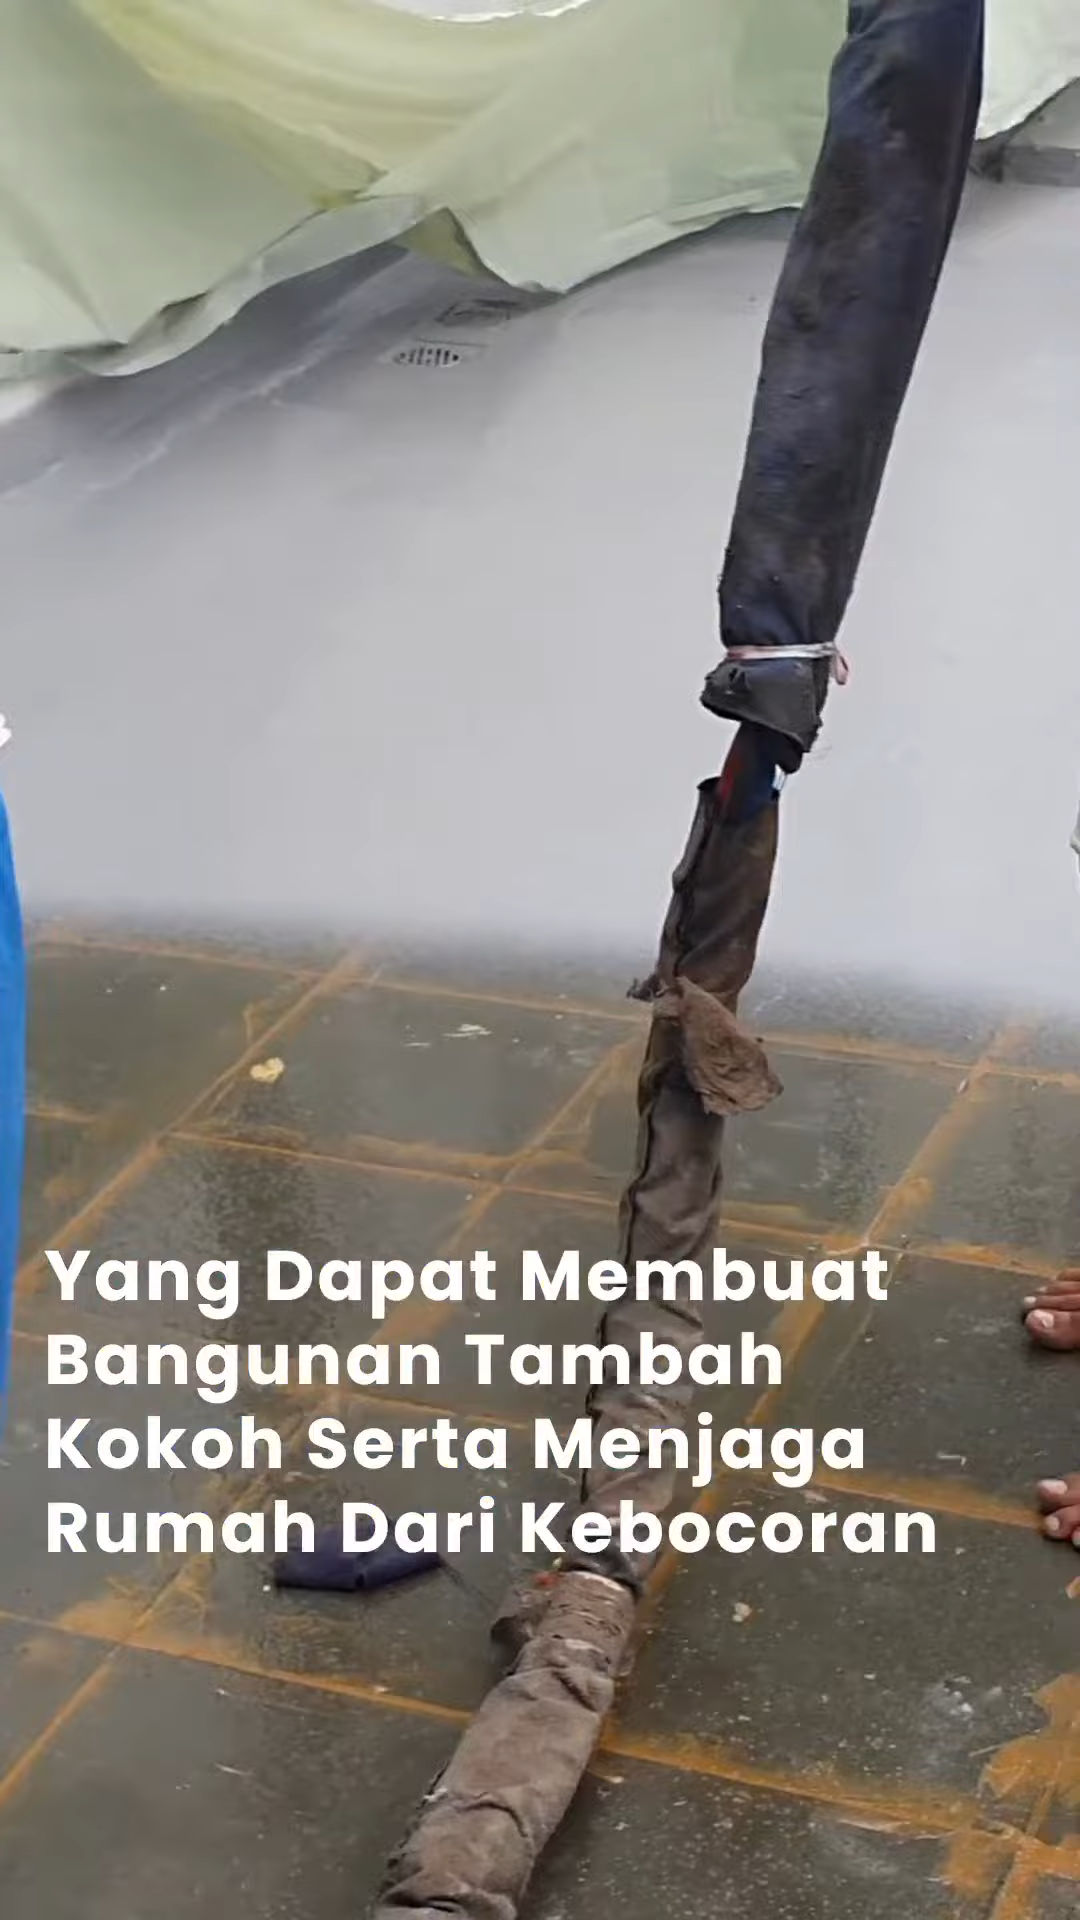 Yang Dapat Membuat
Bangunan Tambah
Kokoh Serta Menjaga
Rumah Dari Kebocoran